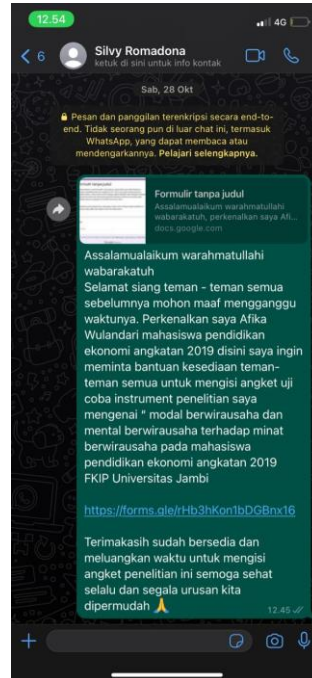 12.54
4G
6
Silvy Romadona
ketuk di sini untuk info kontak
Sab, 28 Okt
Pesan dan panggilan terenkripsi secara end-to-
end. Tidak seorang pun di luar chat ini, termasuk
WhatsApp, yang dapat membaca atau
mendengarkannya. Pelajari selengkapnya.
Formulir tanpa judul
Assalamualaikum warahmatullahi
wabarakatuh, perkenalkan saya Afi...
docs.google.com
Assalamualaikum warahmatullahi
wabarakatuh
Selamat siang teman - teman semua
sebelumnya mohon maaf mengganggu
waktunya. Perkenalkan saya Afika
Wulandari mahasiswa pendidikan
ekonomi angkatan 2019 disini saya ingin
meminta bantuan kesediaan teman-
teman semua untuk mengisi angket uji
coba instrument penelitian saya
mengenai " modal berwirausaha dan
mental berwirausaha terhadap minat
berwirausaha pada mahasiswa
pendidikan ekonomi angkatan 2019
FKIP Universitas Jambi
https://forms.gle/rHb3hKon1bDGBnx16
Terimakasih sudah bersedia dan
meluangkan waktu untuk mengisi
angket penelitian ini semoga sehat
selalu dan segala urusan kita
dipermudah 🙏
12.45